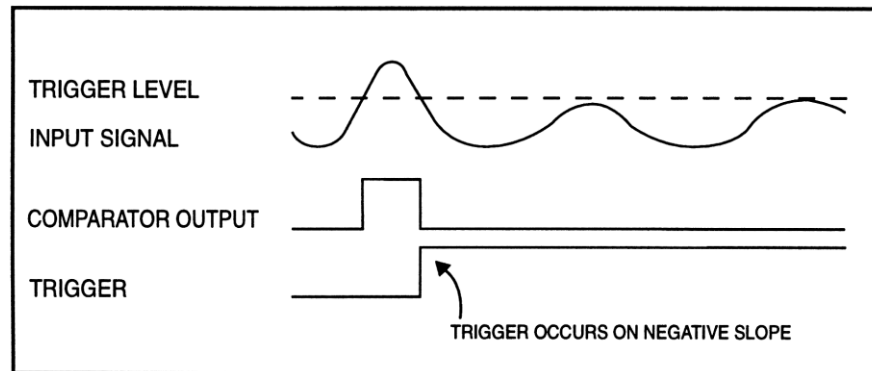 TRIGGER LEVEL
INPUT SIGNAL
COMPARATOR OUTPUT
TRIGGER
TRIGGER OCCURS ON NEGATIVE SLOPE